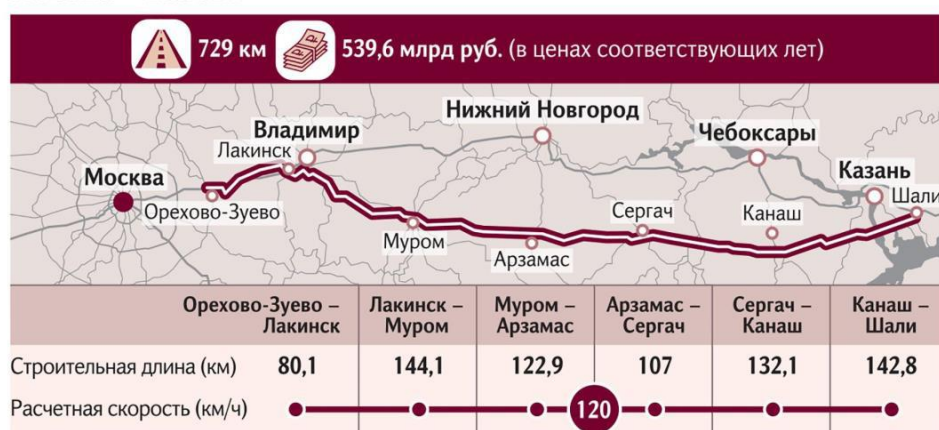 729 км
539,6 млрд руб. (в ценах соответствующих лет)
Нижний Новгород
Владимир
Лакинск
Чебоксары
Москва
Казань
Шали
Орехово-Зуево
Сергач
Канаш
Муром
Арзамас
Орехово-Зуево – Лакинск
Лакинск – Муром
Муром – Арзамас
Арзамас – Сергач
Сергач – Канаш
Канаш – Шали
Строительная длина (км) 80,1 144,1 122,9 107 132,1 142,8
Расчетная скорость (км/ч) 120